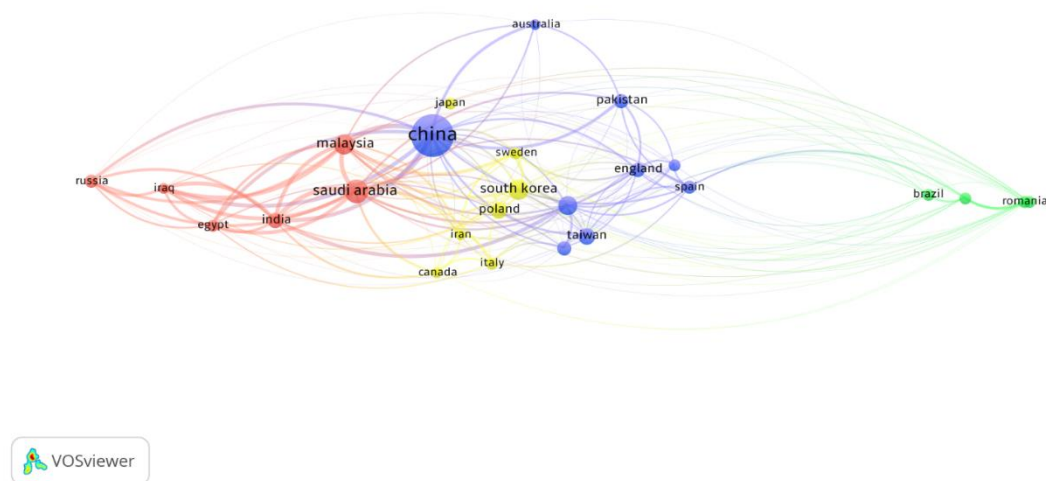 australia
japan
pakistan
china
malaysia
sweden
england
russia
iraq
saudi arabia
south korea
spain
brazil
romania
egypt
india
poland
iran
taiwan
canada
italy
VOSviewer